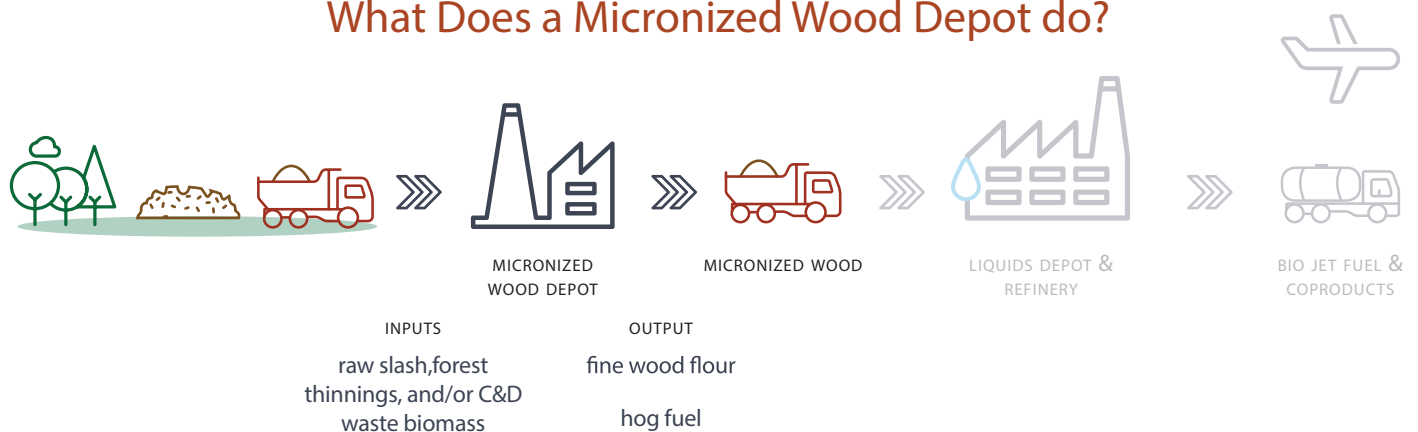 What Does a Micronized Wood Depot do?
MICRONIZED
WOOD DEPOT
MICRONIZED WOOD
LIQUIDS DEPOT &
REFINERY
BIO JET FUEL &
COPRODUCTS
INPUTS
raw slash,forest
thinnings, and/or C&D
waste biomass
OUTPUT
fine wood flour
hog fuel